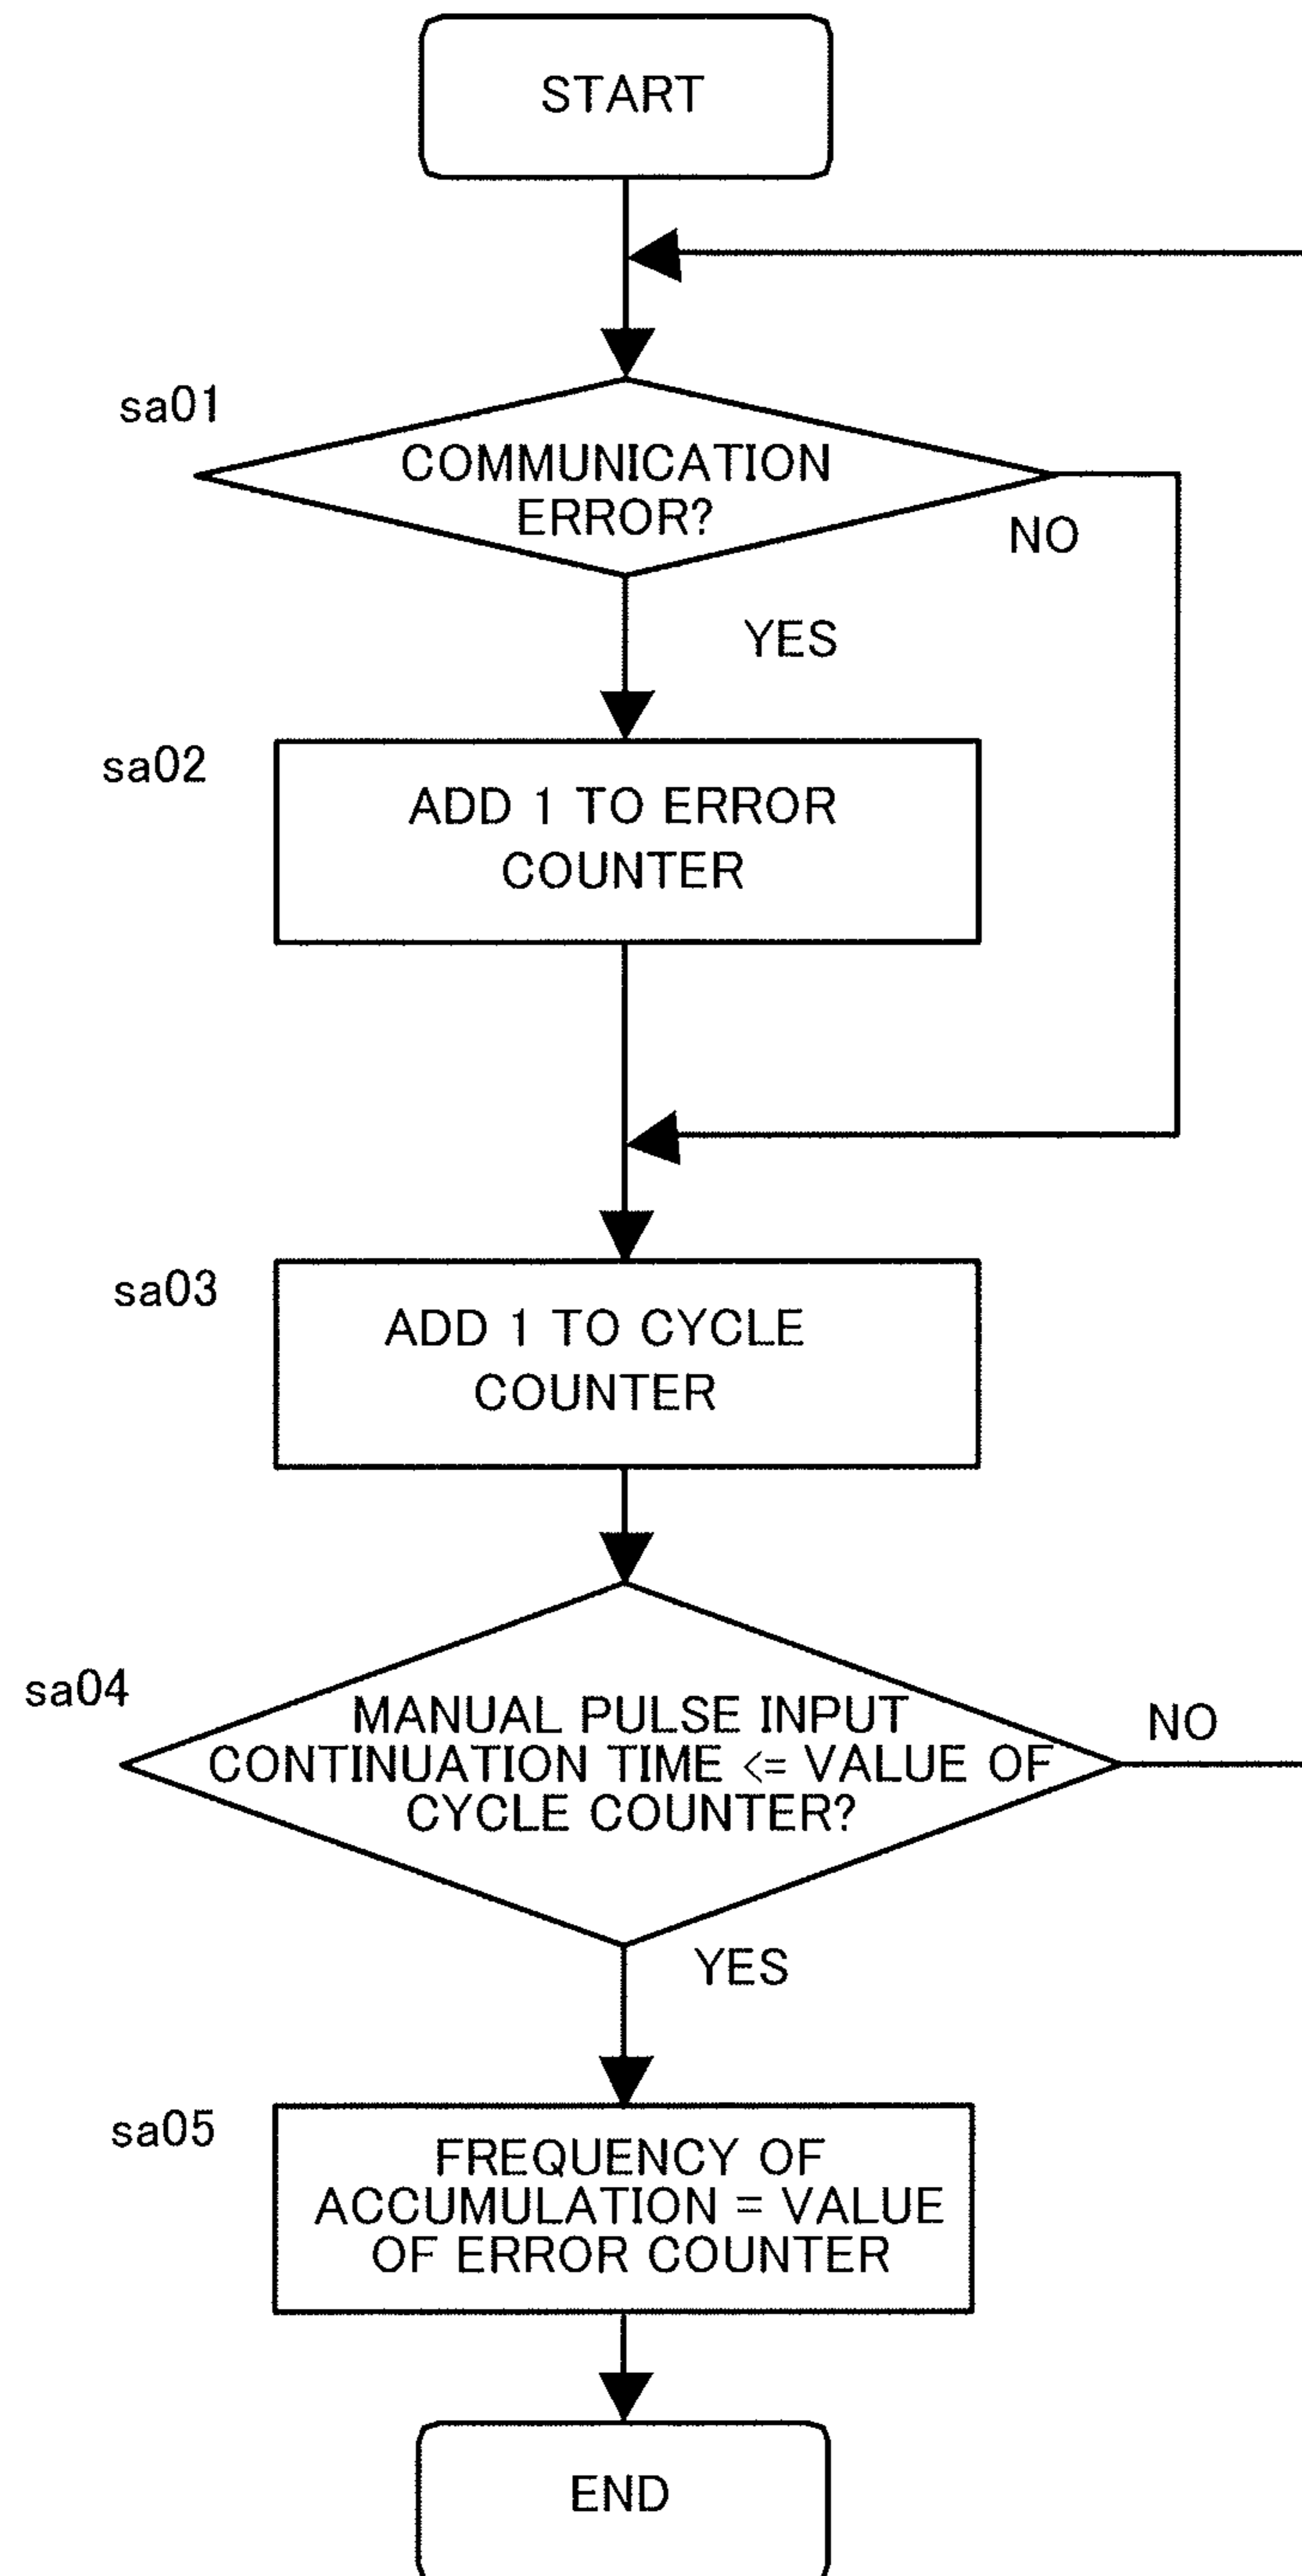 START
sa01
COMMUNICATION
ERROR?
NO
YES
sa02
ADD 1 TO ERROR
COUNTER
sa03
ADD 1 TO CYCLE
COUNTER
sa04
MANUAL PULSE INPUT
CONTINUATION TIME <= VALUE OF
CYCLE COUNTER?
NO
YES
sa05
FREQUENCY OF
ACCUMULATION = VALUE
OF ERROR COUNTER
END